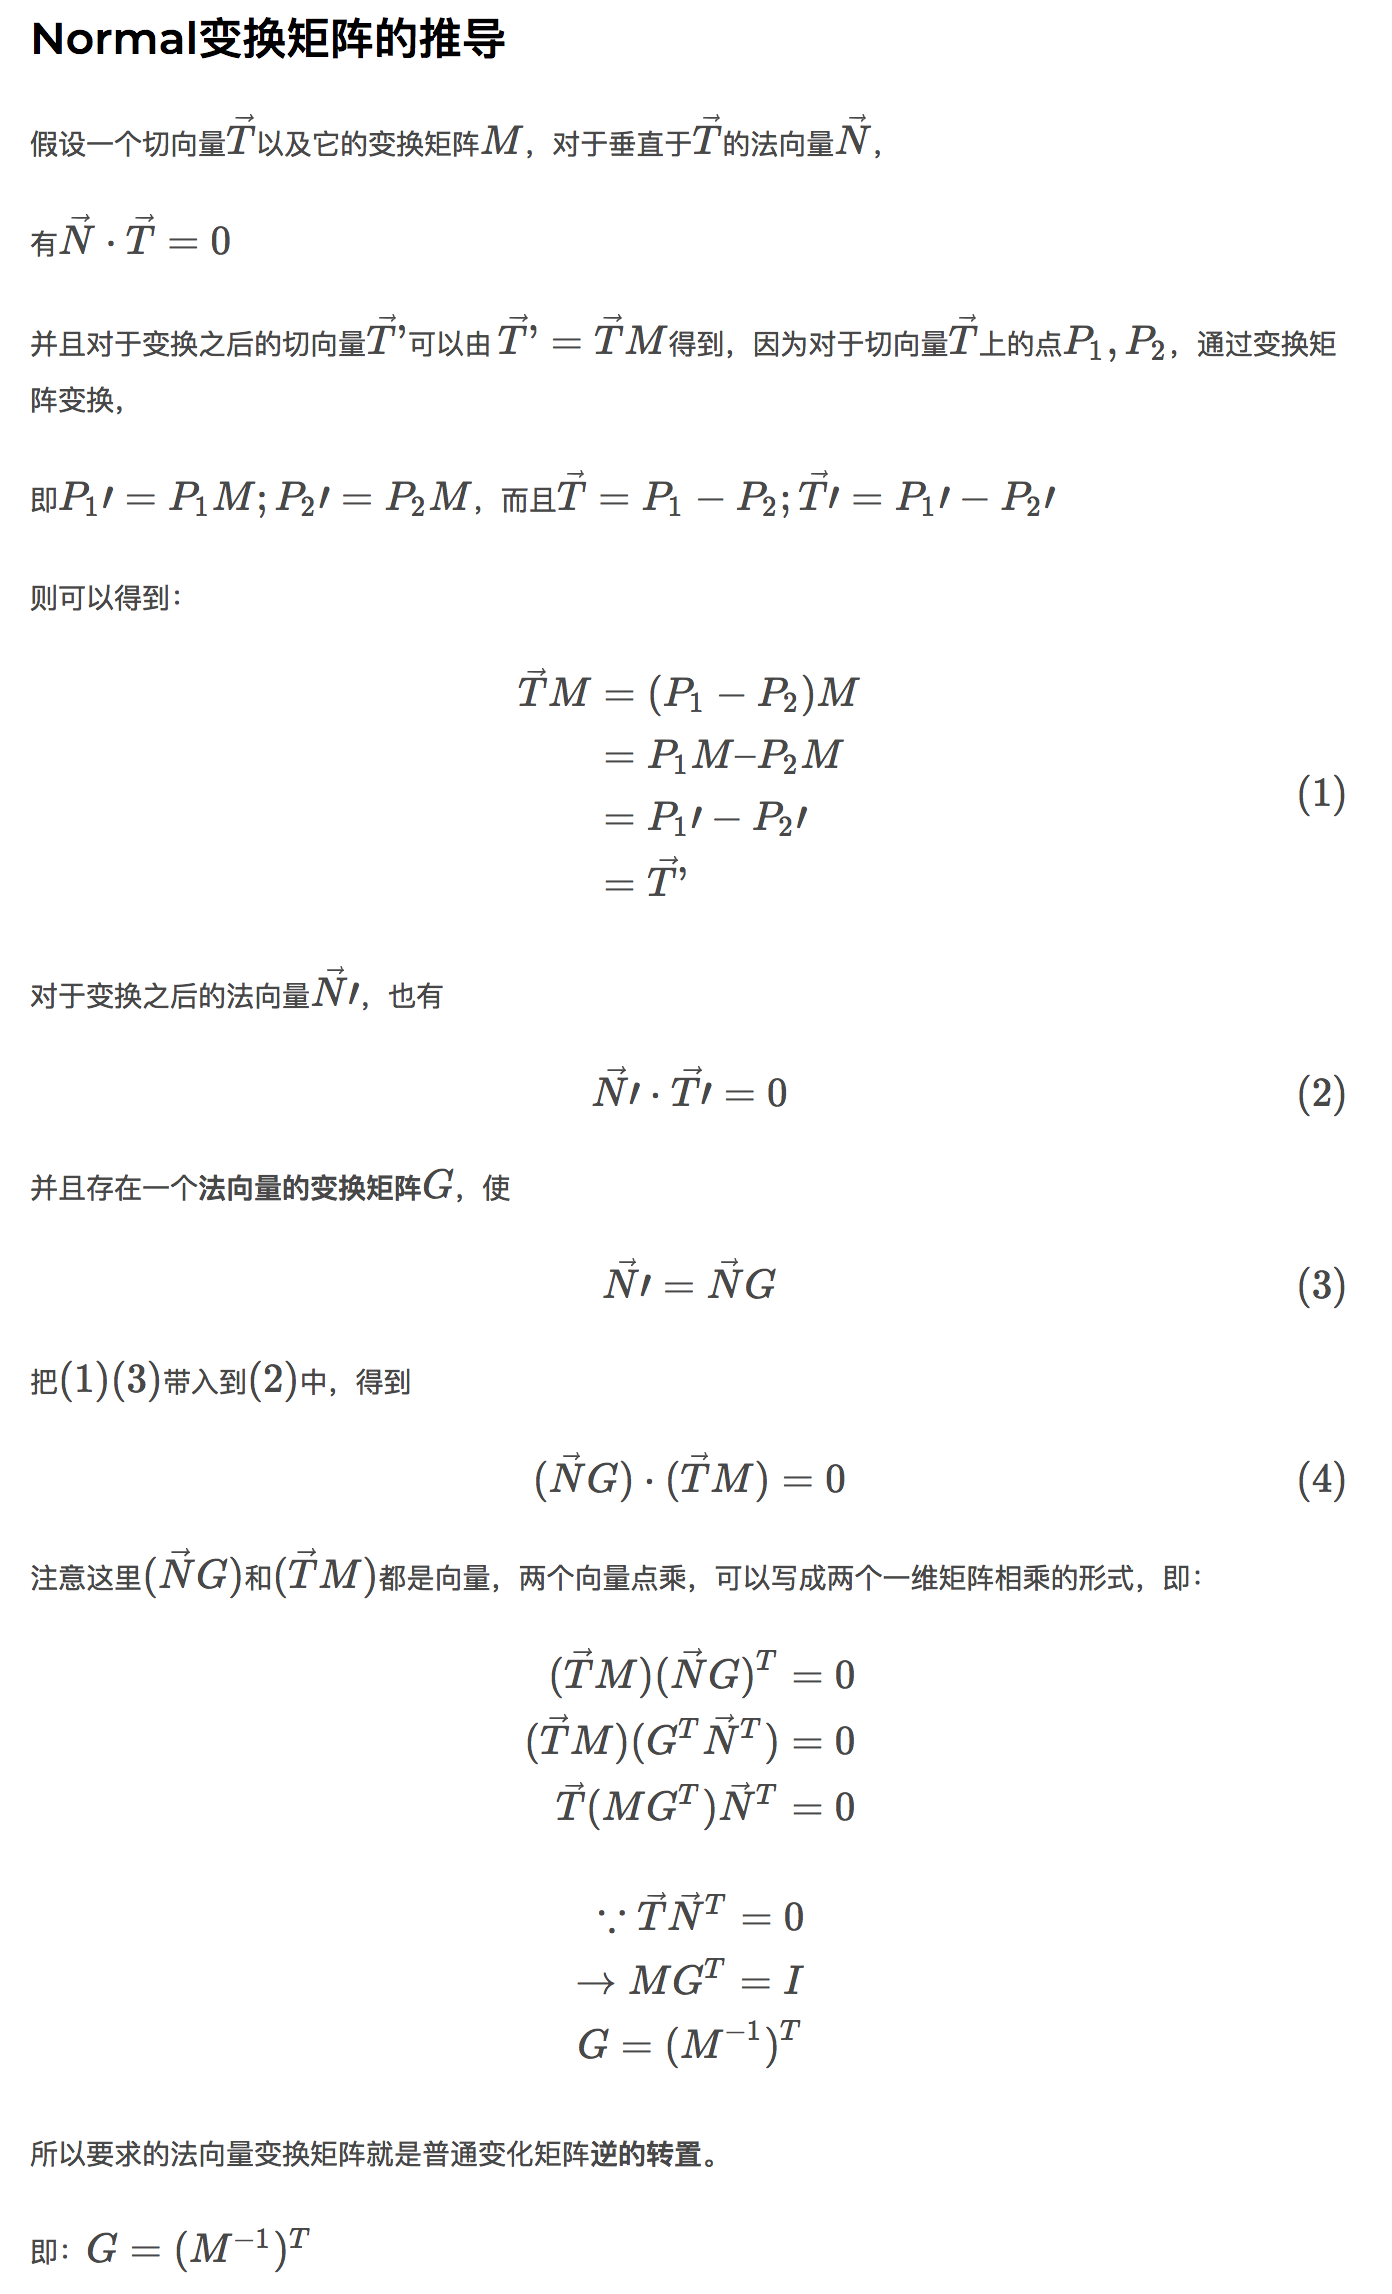 Normal变换矩阵的推导
假设一个切向量$\vec{T}$以及它的变换矩阵$M$，对于垂直于$\vec{T}$的法向量$\vec{N}$，
有$\vec{N} \cdot \vec{T} = 0$
并且对于变换之后的切向量$\vec{T}’$可以由$\vec{T}’ = \vec{T}M$得到，因为对于切向量$\vec{T}$上的点$P_1, P_2$，通过变换矩
阵变换，
即$P_1\prime = P_1M; P_2\prime = P_2M$，而且$\vec{T} = P_1 - P_2; \vec{T}\prime = P_1\prime - P_2\prime$
则可以得到：
$\vec{T}M = (P_1 - P_2)M$
$= P_1M – P_2M$
$= P_1\prime - P_2\prime$
$= \vec{T}’$
(1)
对于变换之后的法向量$\vec{N}\prime$，也有
$\vec{N}\prime \cdot \vec{T}\prime = 0$ (2)
并且存在一个法向量的变换矩阵$G$，使
$\vec{N}\prime = \vec{N}G$ (3)
把(1)(3)带入到(2)中，得到
$(\vec{N}G) \cdot (\vec{T}M) = 0$ (4)
注意这里$(\vec{N}G)$和$(\vec{T}M)$都是向量，两个向量点乘，可以写成两个一维矩阵相乘的形式，即：
$(\vec{T}M)(\vec{N}G)^T = 0$
$(\vec{T}M)(G^T\vec{N}^T) = 0$
$\vec{T}(MG^T)\vec{N}^T = 0$
$\because \vec{T}\vec{N}^T = 0$
$\rightarrow MG^T = I$
$G = (M^{-1})^T$
所以要求的法向量变换矩阵就是普通变化矩阵逆的转置。
即：$G = (M^{-1})^T$